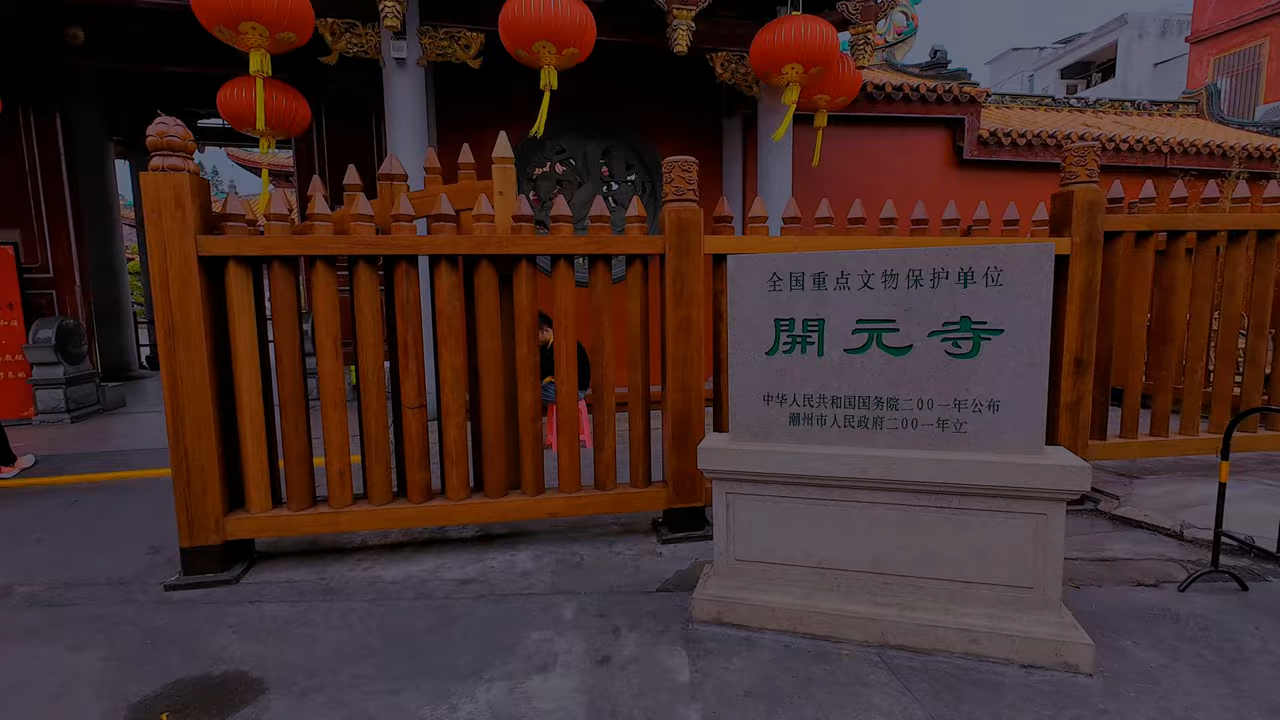 全国重点文物保护单位
開元寺
中华人民共和国国务院二00一年公布
潮州市人民政府二00一年立